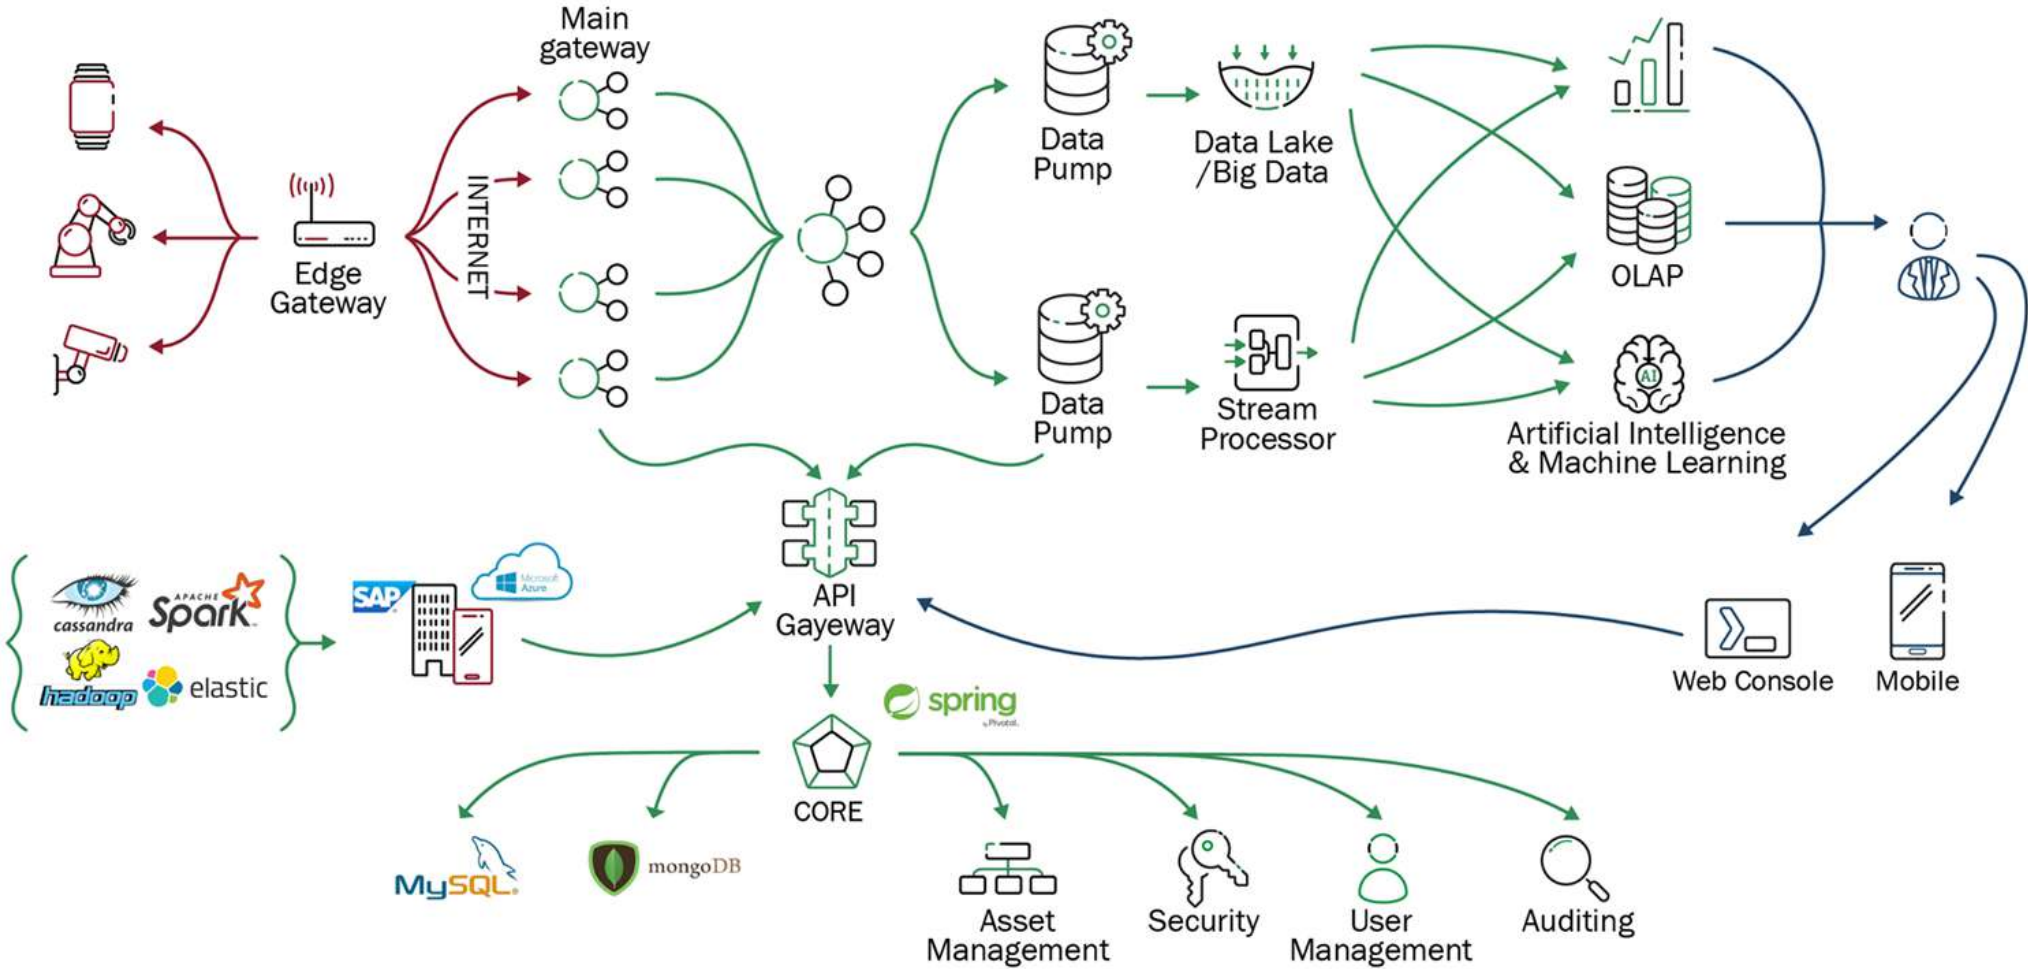 Main
gateway
INTERNET
Edge
Gateway
Data
Pump
Data Lake
/Big Data
OLAP
Data
Pump
Stream
Processor
AI
Artificial Intelligence
& Machine Learning
cassandra
APACHE
Spark
hadoop
elastic
SAP
Microsoft
Azure
API
Gayeway
Web Console
Mobile
spring
by Pivotal.
CORE
MySQL
mongoDB
Asset
Management
Security
User
Management
Auditing